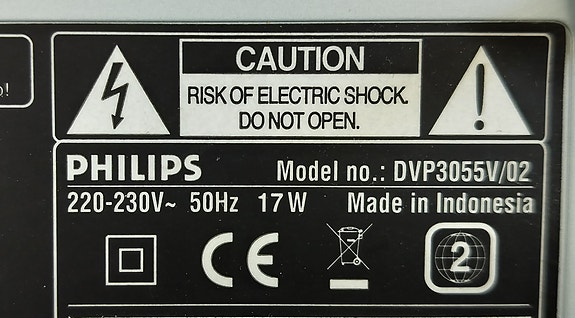 !
CAUTION
RISK OF ELECTRIC SHOCK.
DO NOT OPEN.
!
PHILIPS Model no.: DVP3055V/02
220-230V~ 50Hz 17W Made in Indonesia
CE
2